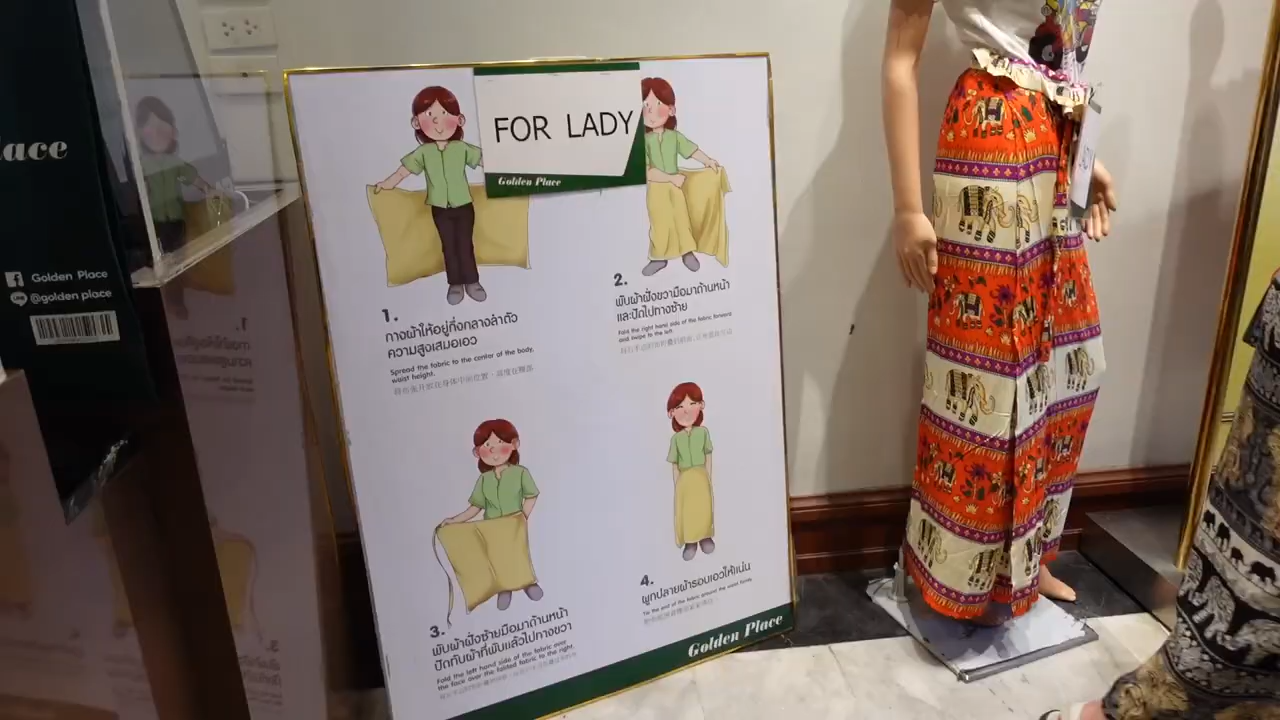 lace
Golden Place
@golden place
FOR LADY
Golden Place
1.
กางผ้าให้อยู่กึ่งกลางลำตัว
ความสูงเสมอเอว
Spread the fabric to the center of the body,
waist height.
2.
พับผ้าฝั่งขวามือมาด้านหน้า
และปัดไปทางซ้าย
Fold the right hand side of the fabric forward
and swipe to the left.
3.
พับผ้าฝั่งซ้ายมือมาด้านหน้า
ปิดทับผ้าที่พับแล้วไปทางขวา
Fold the left hand side of the fabric over
the face over the folded fabric to the right.
4.
ผูกปลายผ้ารอบเอวให้แน่น
Tie the end of the fabric around the waist firmly.
Golden Place